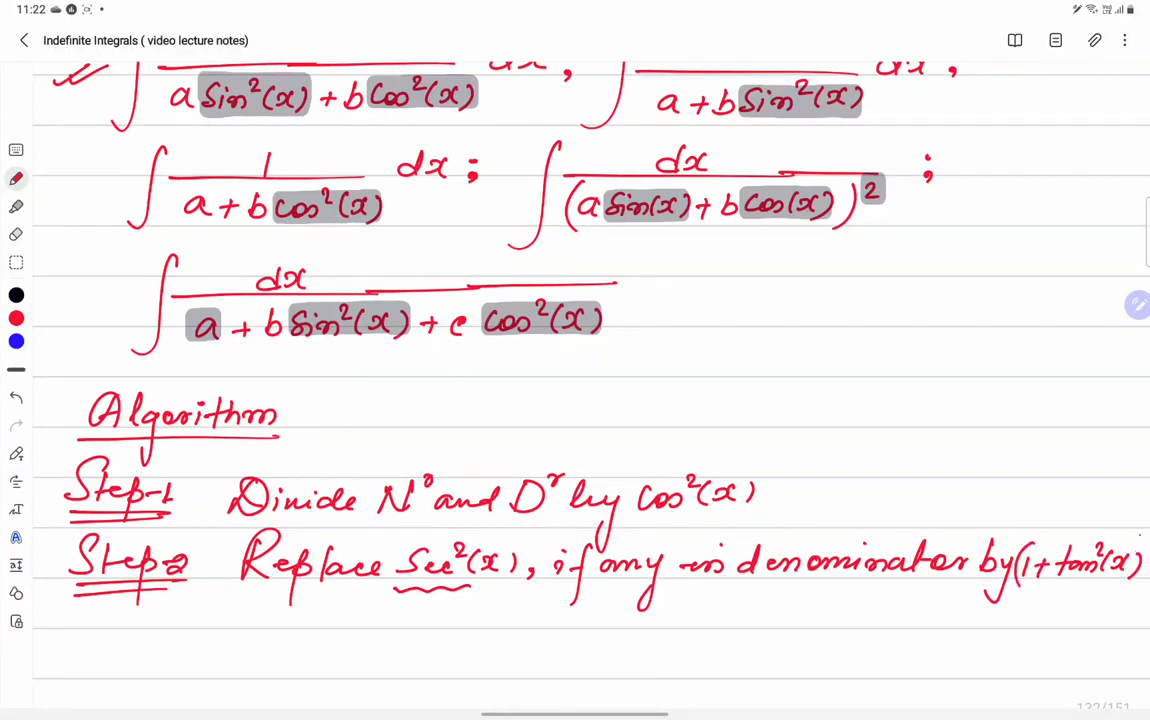 11:22
Indefinite Integrals ( video lecture notes)
∫ ――― dx , ∫ ――― dx ,
a Sin²(x) + b Cos²(x)    a + b Sin²(x)
∫ 1 / (a + b cos²(x)) dx ; ∫ dx / (a Sin(x) + b Cos(x))² ;
∫ dx / (a + b Sin²(x) + c Cos²(x))
Algorithm
Step-1 Divide Nʳ and Dʳ by Cos²(x)
Step-2 Replace Sec²(x), if any in denominator by (1 + tan²(x)
132/151